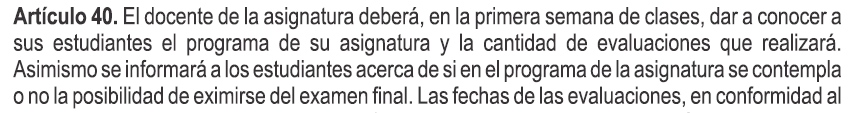 Artículo 40. El docente de la asignatura deberá, en la primera semana de clases, dar a conocer a
sus estudiantes el programa de su asignatura y la cantidad de evaluaciones que realizará.
Asimismo se informará a los estudiantes acerca de si en el programa de la asignatura se contempla
o no la posibilidad de eximirse del examen final. Las fechas de las evaluaciones, en conformidad al